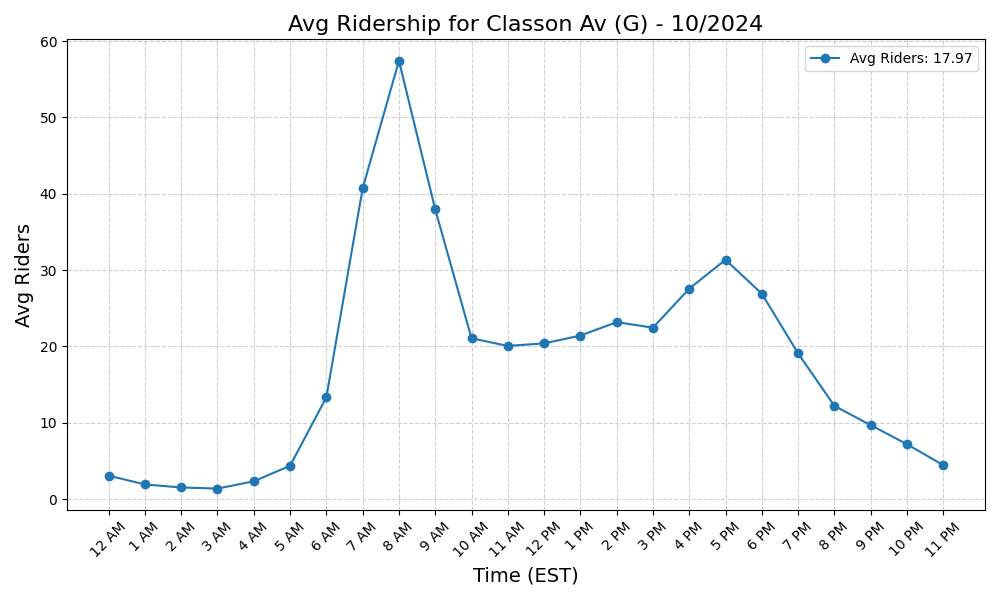 Avg Ridership for Classon Av (G) - 10/2024
Avg Riders: 17.97
Avg Riders
60
50
40
30
20
10
0
12 AM
1 AM
2 AM
3 AM
4 AM
5 AM
6 AM
7 AM
8 AM
9 AM
10 AM
11 AM
12 PM
1 PM
2 PM
3 PM
4 PM
5 PM
6 PM
7 PM
8 PM
9 PM
10 PM
11 PM
Time (EST)